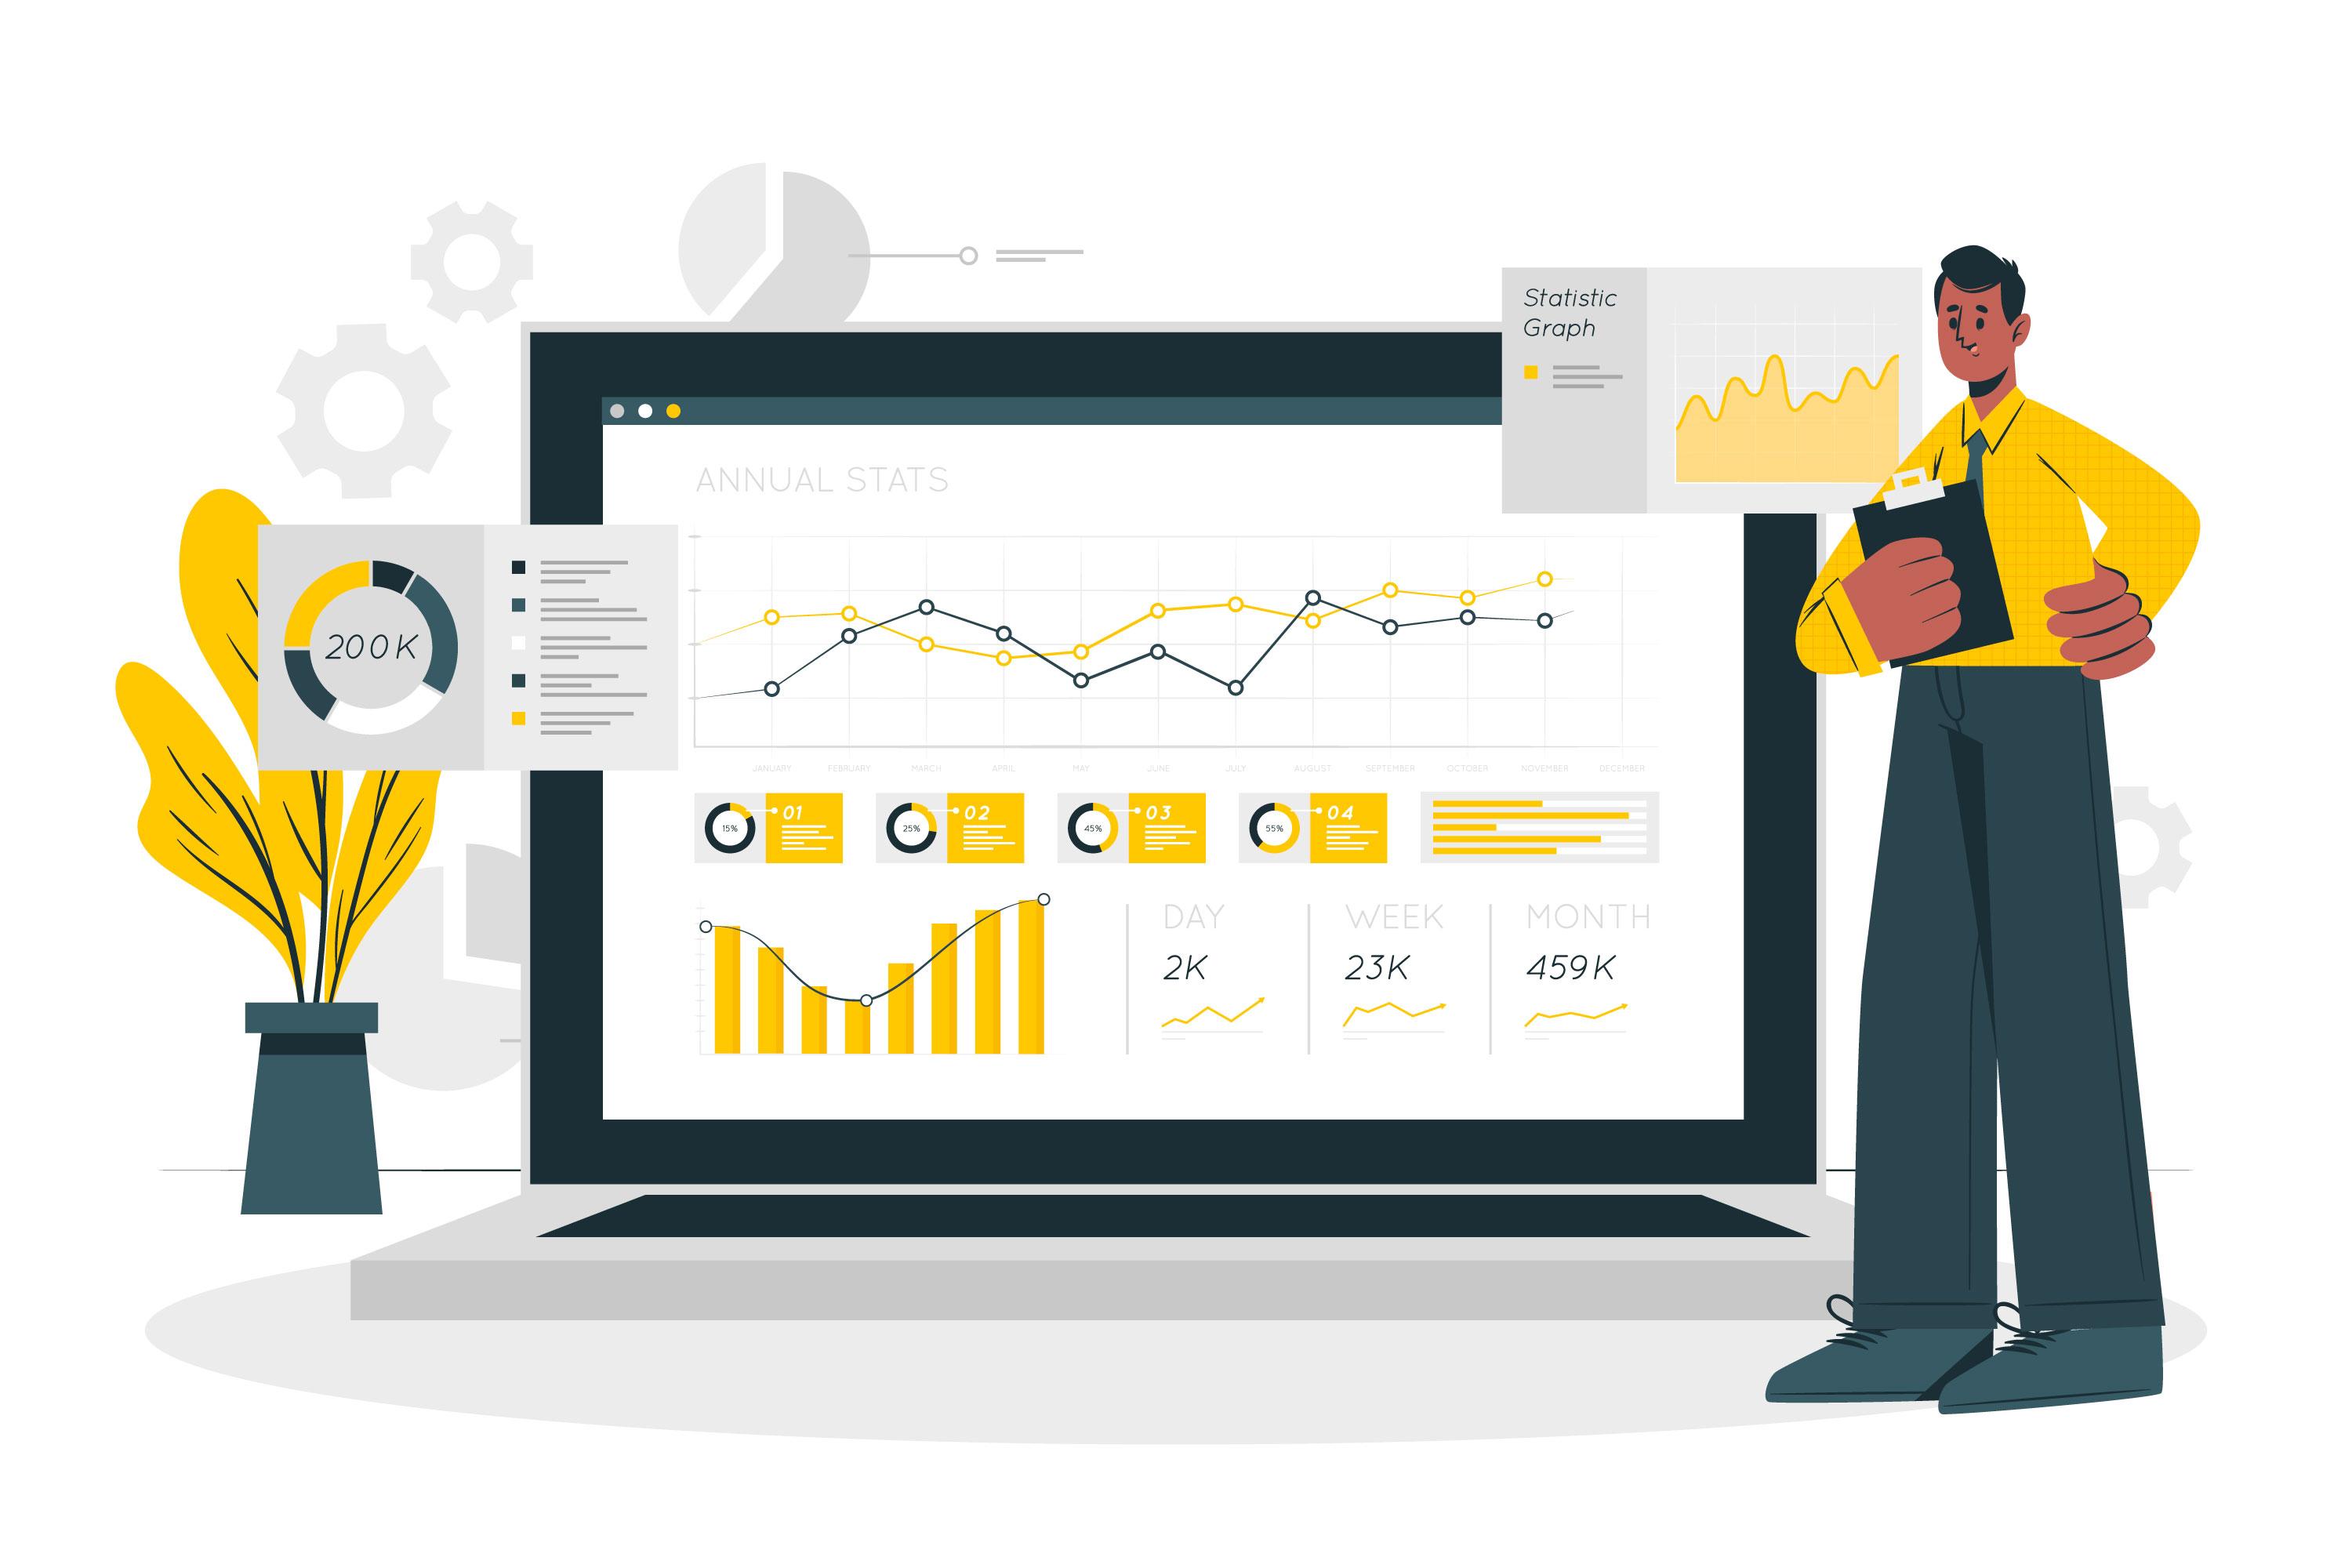 Statistic
Graph
ANNUAL STATS
200K
JANUARY FEBRUARY MARCH APRIL MAY JUNE JULY AUGUST SEPTEMBER OCTOBER NOVEMBER DECEMBER
15% 01 25% 02 45% 03 55% 04
DAY WEEK MONTH
2K 23K 459K